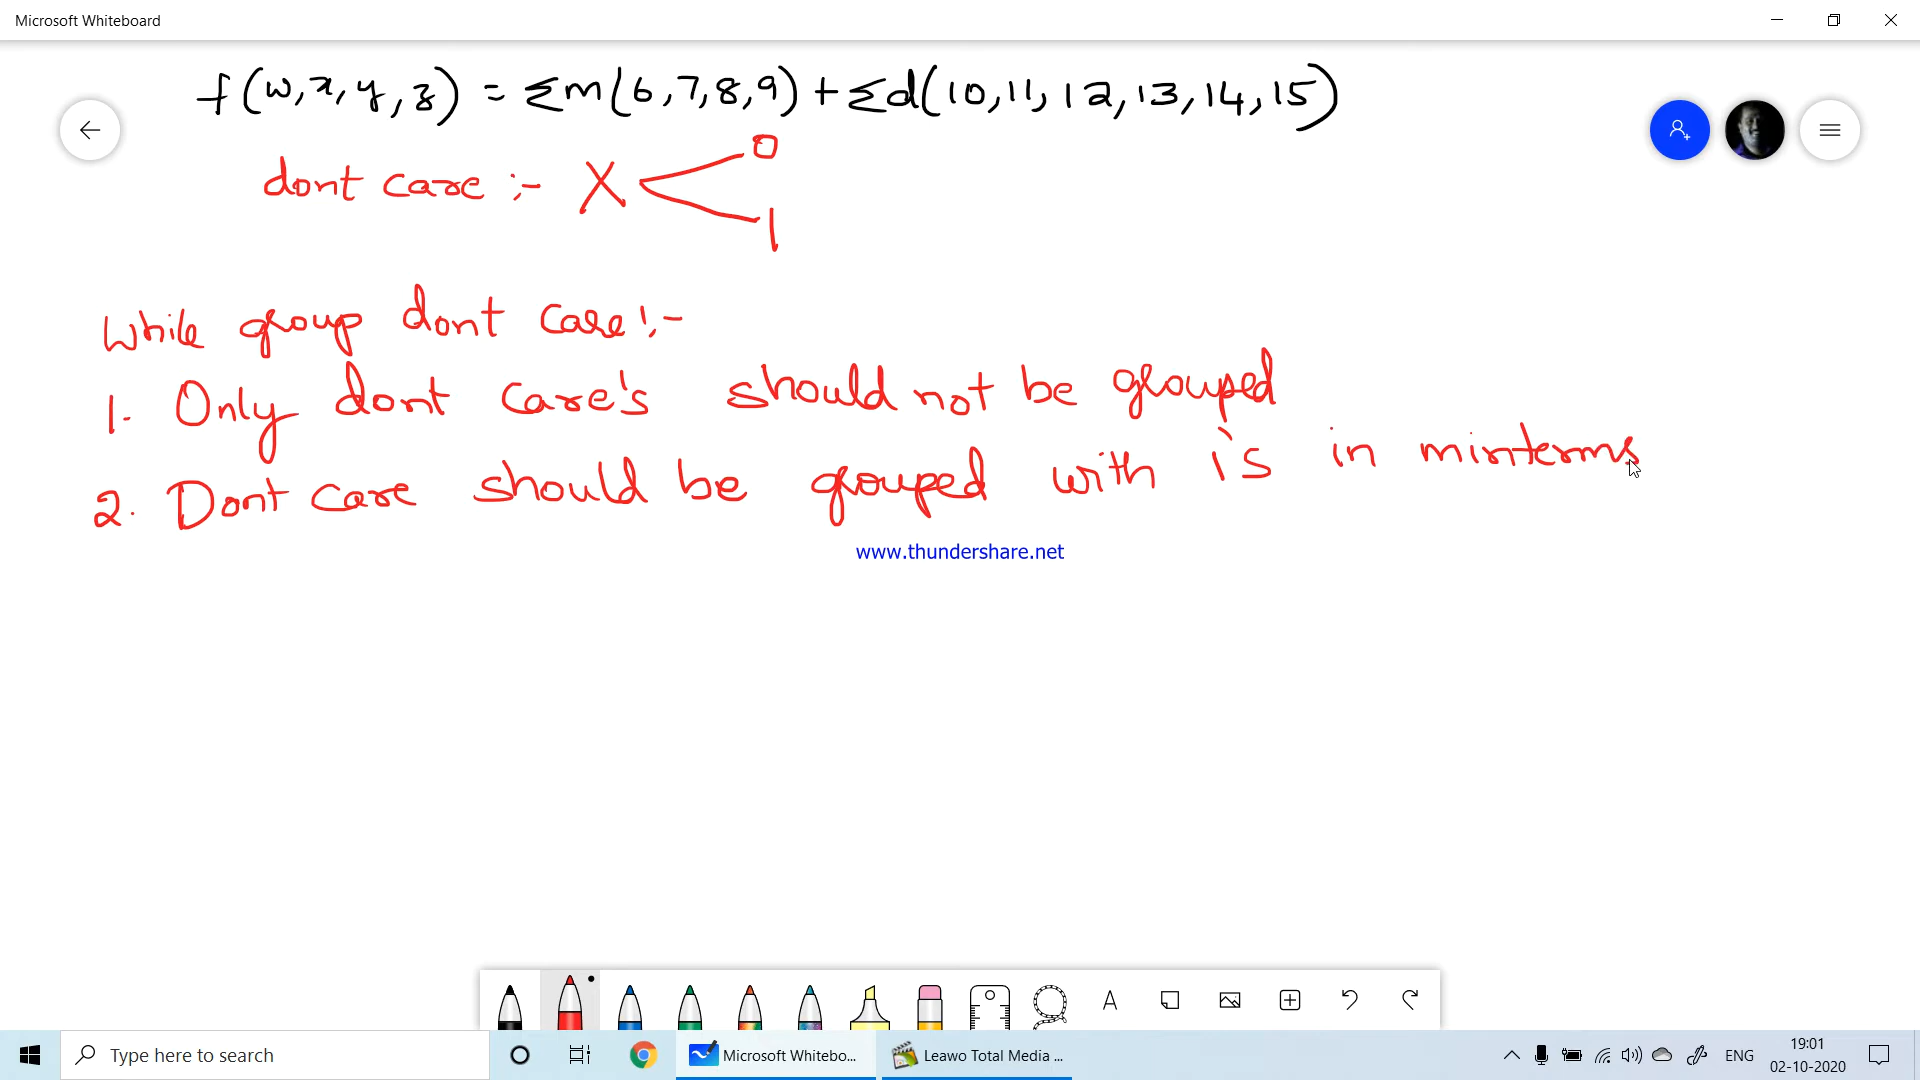 Microsoft Whiteboard
f(w,x,y,z) = Σm(6,7,8,9) + Σd(10,11,12,13,14,15)
0
dont care :- X
1
While group dont care :-
1. Only dont care's should not be grouped
2. Dont care should be grouped with 1's in minterms
www.thundershare.net
Type here to search
Microsoft Whitebo...
Leawo Total Media ...
ENG
19:01
02-10-2020